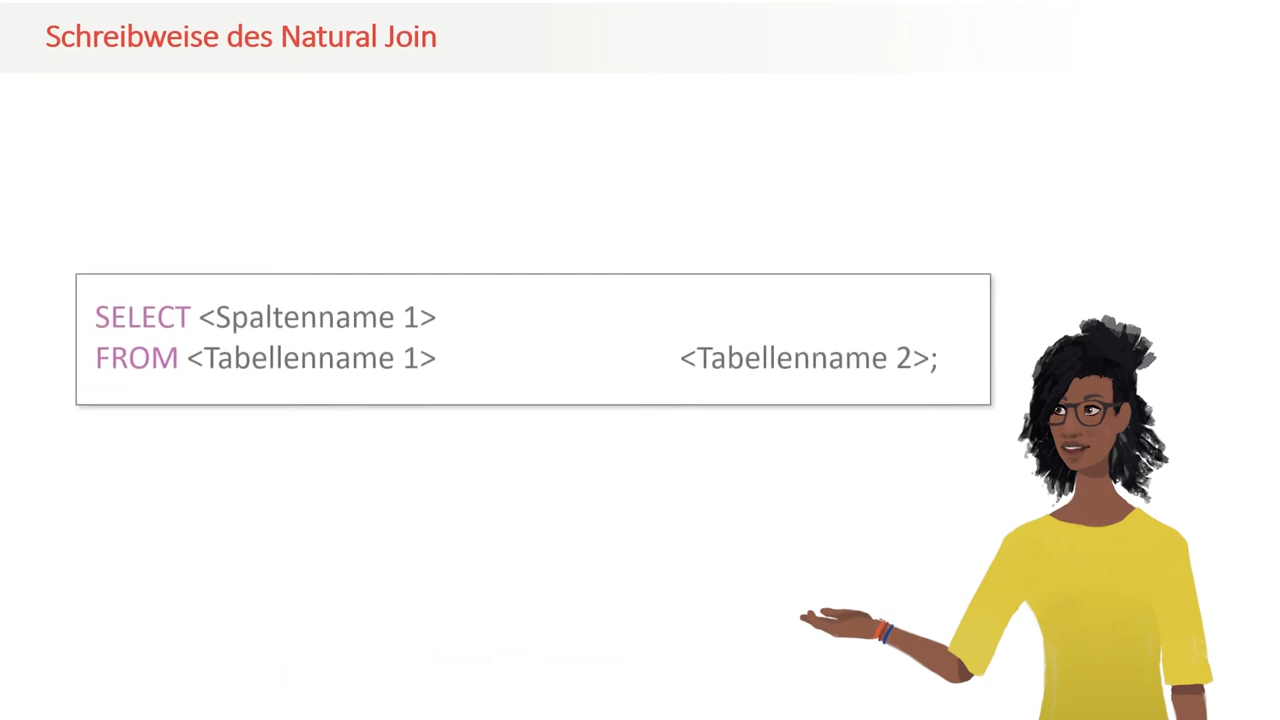 Schreibweise des Natural Join
SELECT <Spaltenname 1>
FROM <Tabellenname 1> <Tabellenname 2>;